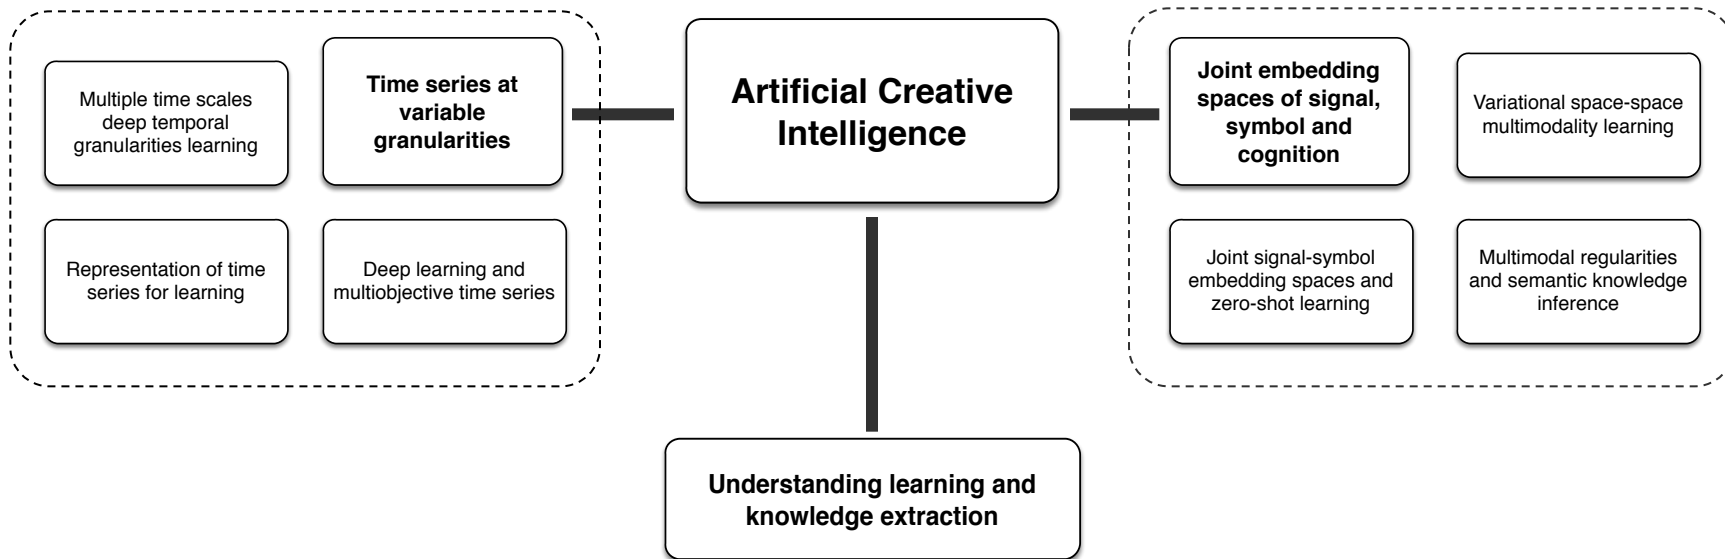 Multiple time scales
deep temporal
granularities learning
Time series at
variable
granularities
Representation of time
series for learning
Deep learning and
multiobjective time series
Artificial Creative
Intelligence
Joint embedding
spaces of signal,
symbol and
cognition
Variational space-space
multimodality learning
Joint signal-symbol
embedding spaces and
zero-shot learning
Multimodal regularities
and semantic knowledge
inference
Understanding learning and
knowledge extraction